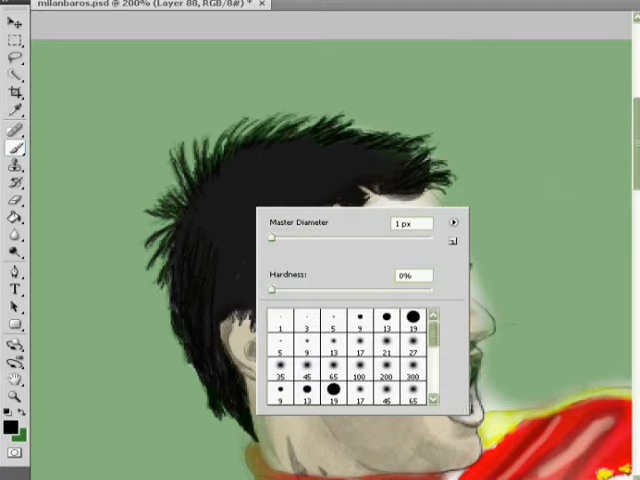 milanbaros.psd @ 200% (Layer 88, RGB/8#) * ×
Master Diameter 1 px
Hardness: 0%
1 3 5 9 13 19
5 9 13 17 21 27
35 45 65 100 200 300
9 13 19 17 45 65
T